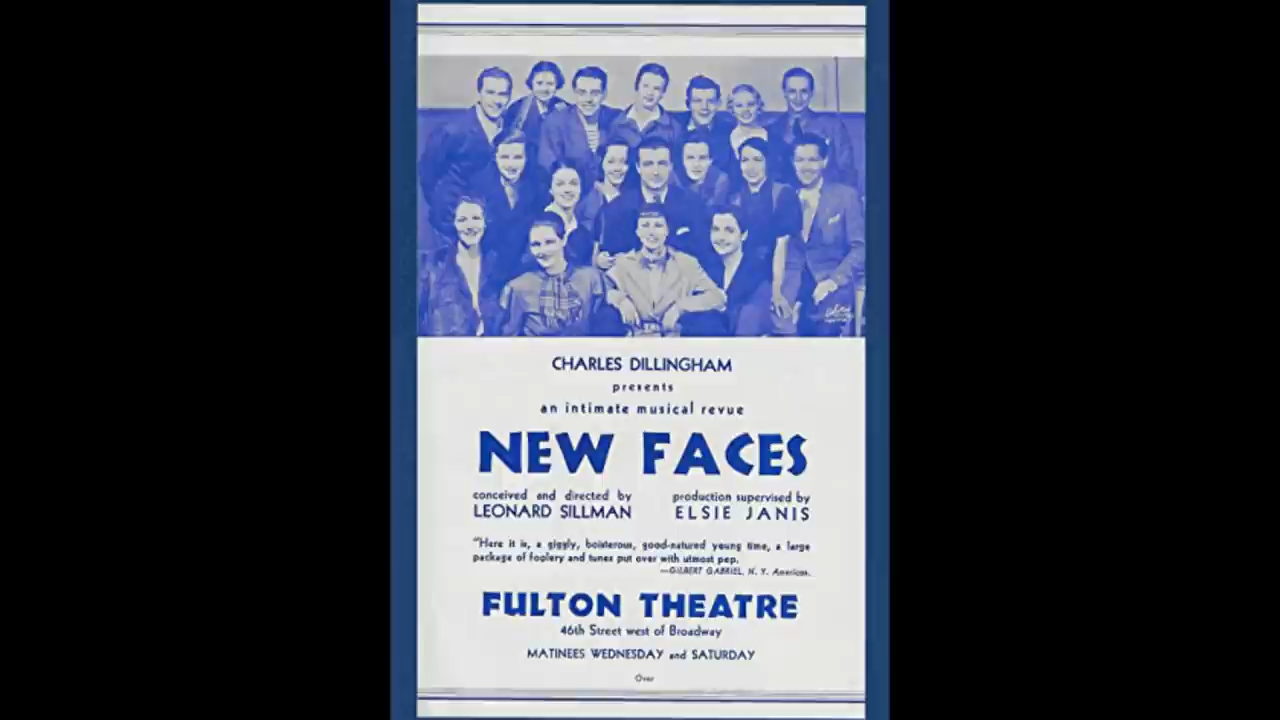 CHARLES DILLINGHAM
presents
an intimate musical revue
NEW FACES
conceived and directed by
LEONARD SILLMAN
production supervised by
ELSIE JANIS
"Here it is, a giggly, boisterous, good-natured young time, a large
package of foolery and tunes put over with utmost pep.
—GILBERT GABRIEL, N. Y. American.
FULTON THEATRE
46th Street west of Broadway
MATINEES WEDNESDAY and SATURDAY
Over